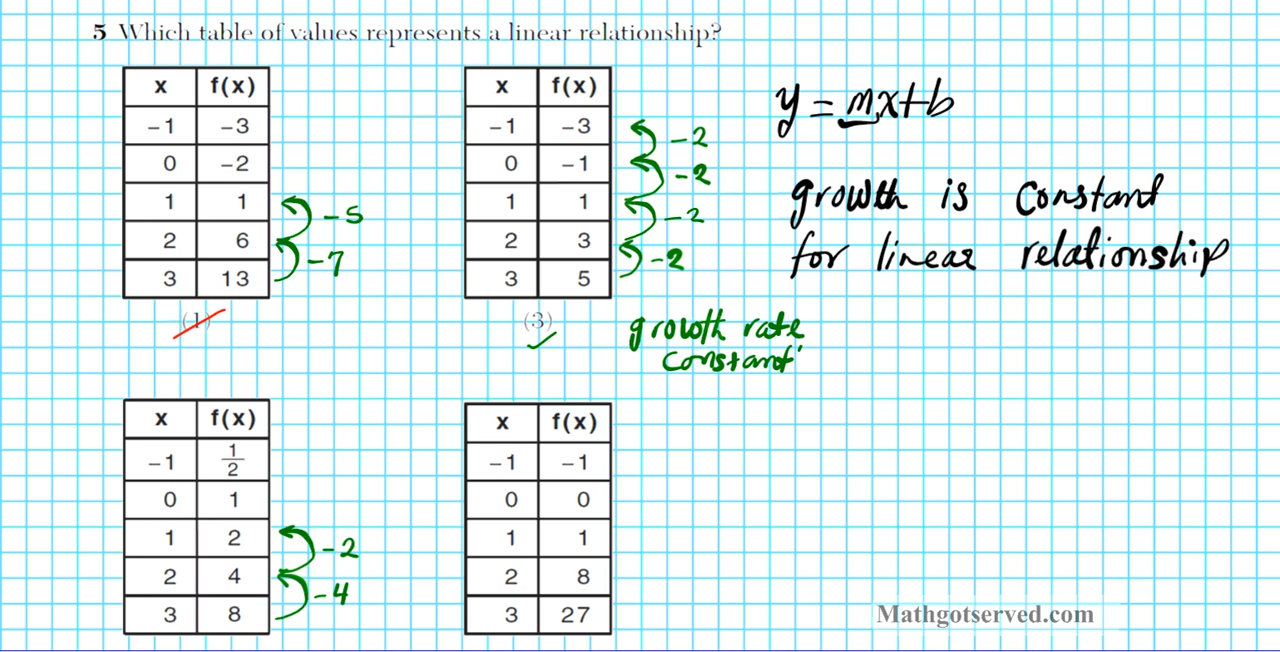 5 Which table of values represents a linear relationship?
x f(x)
−1 −3
0 −2
1 1
2 6
3 13
(1)
−5
−7
x f(x)
−1 −3
0 −1
1 1
2 3
3 5
(3)
−2
−2
−2
−2
growth rate
constant
y = mx+b
growth is constant
for linear relationship
x f(x)
−1 1/2
0 1
1 2
2 4
3 8
−2
−4
x f(x)
−1 −1
0 0
1 1
2 8
3 27
Mathgotserved.com